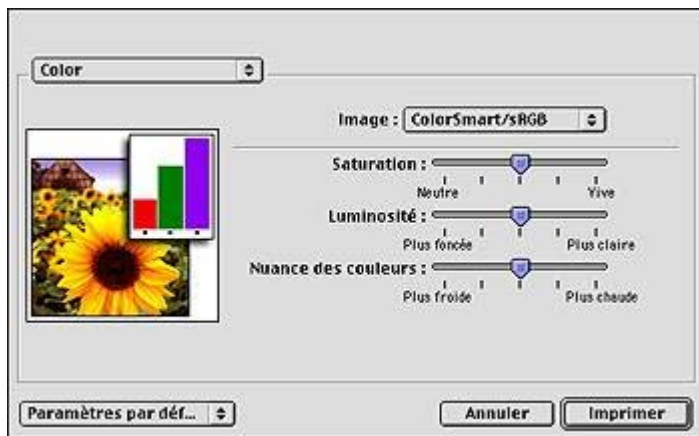 Color
Image : ColorSmart/sRGB
Saturation :
Neutre Vive
Luminosité :
Plus foncée Plus claire
Nuance des couleurs :
Plus froide Plus chaude
Paramètres par déf... Annuler Imprimer